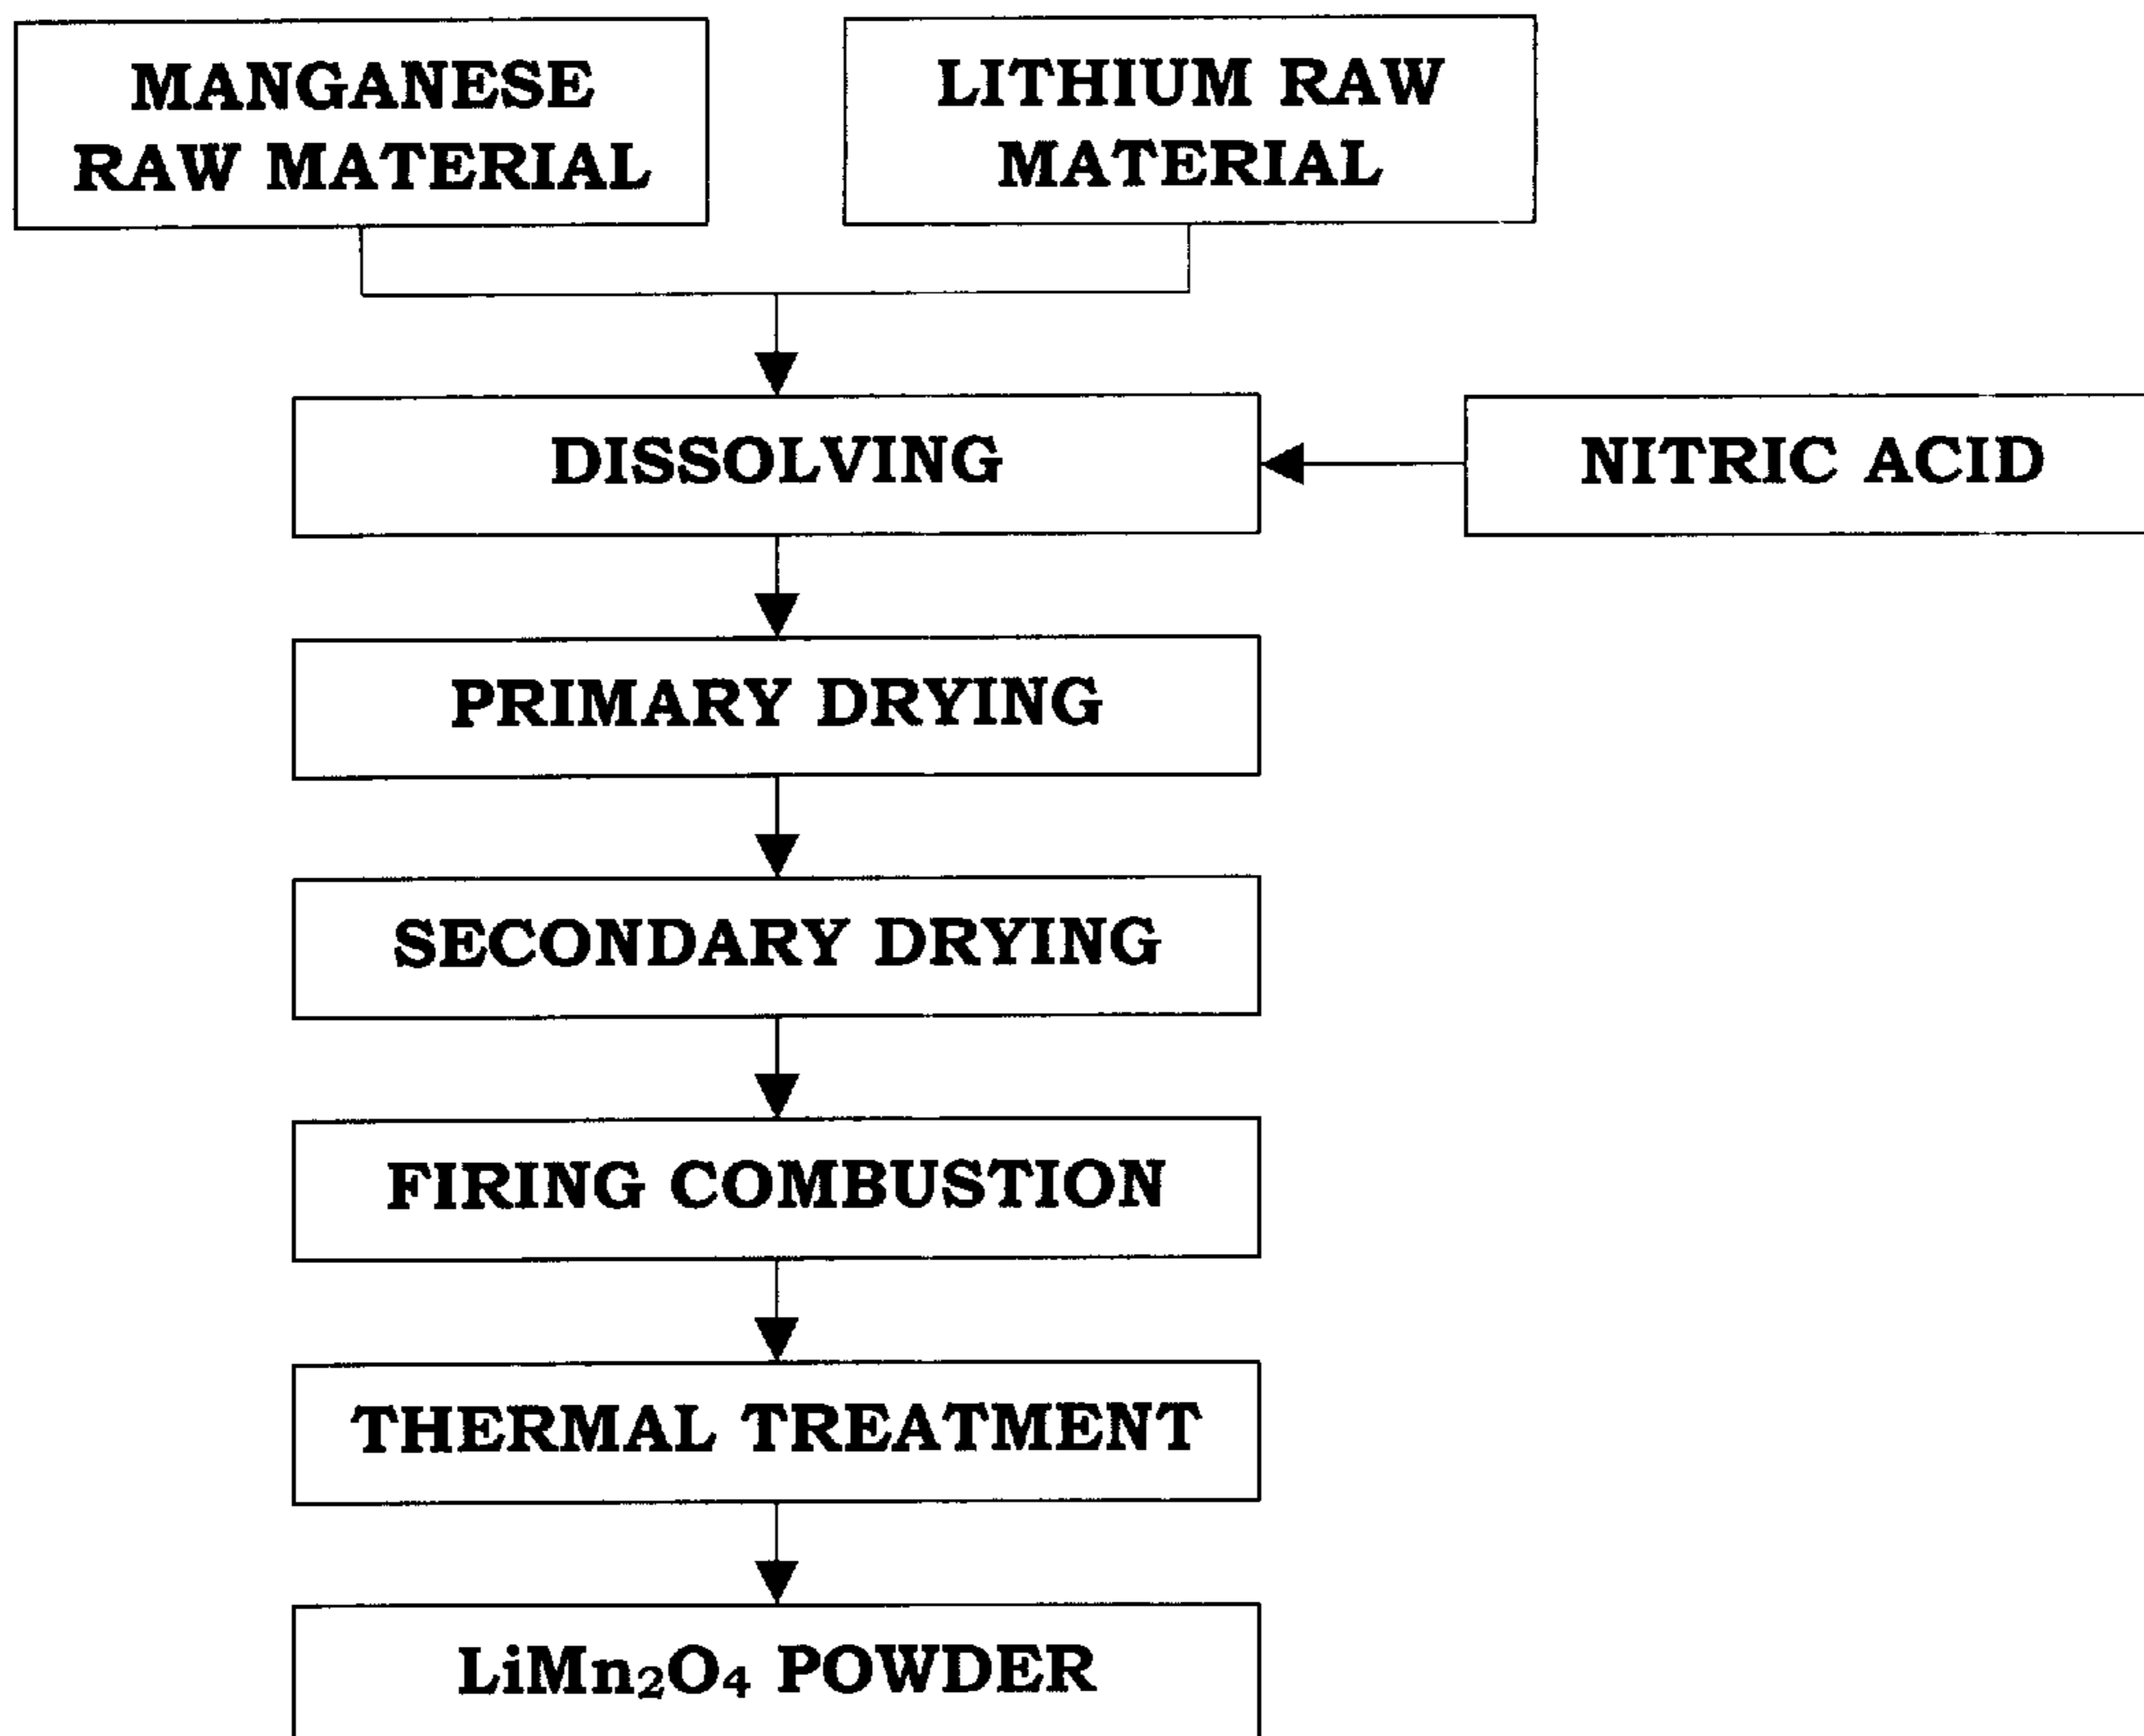 MANGANESE
RAW MATERIAL
LITHIUM RAW
MATERIAL
DISSOLVING
NITRIC ACID
PRIMARY DRYING
SECONDARY DRYING
FIRING COMBUSTION
THERMAL TREATMENT
LiMn₂O₄ POWDER